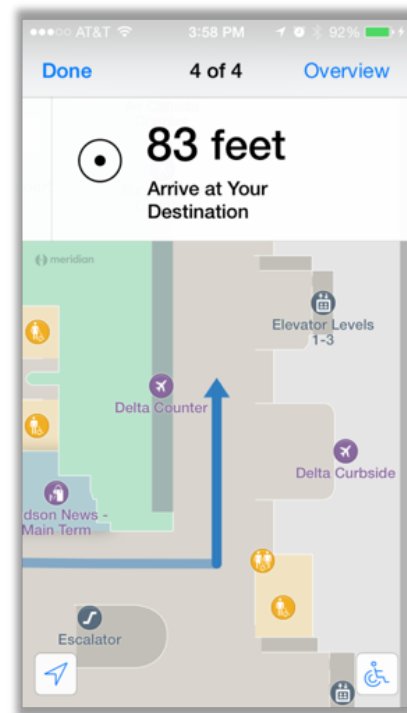 AT&T 3:58 PM 92%
Done 4 of 4 Overview
83 feet
Arrive at Your
Destination
meridian
Elevator Levels
1-3
Delta Counter
Delta Curbside
dson News -
Main Term
Escalator